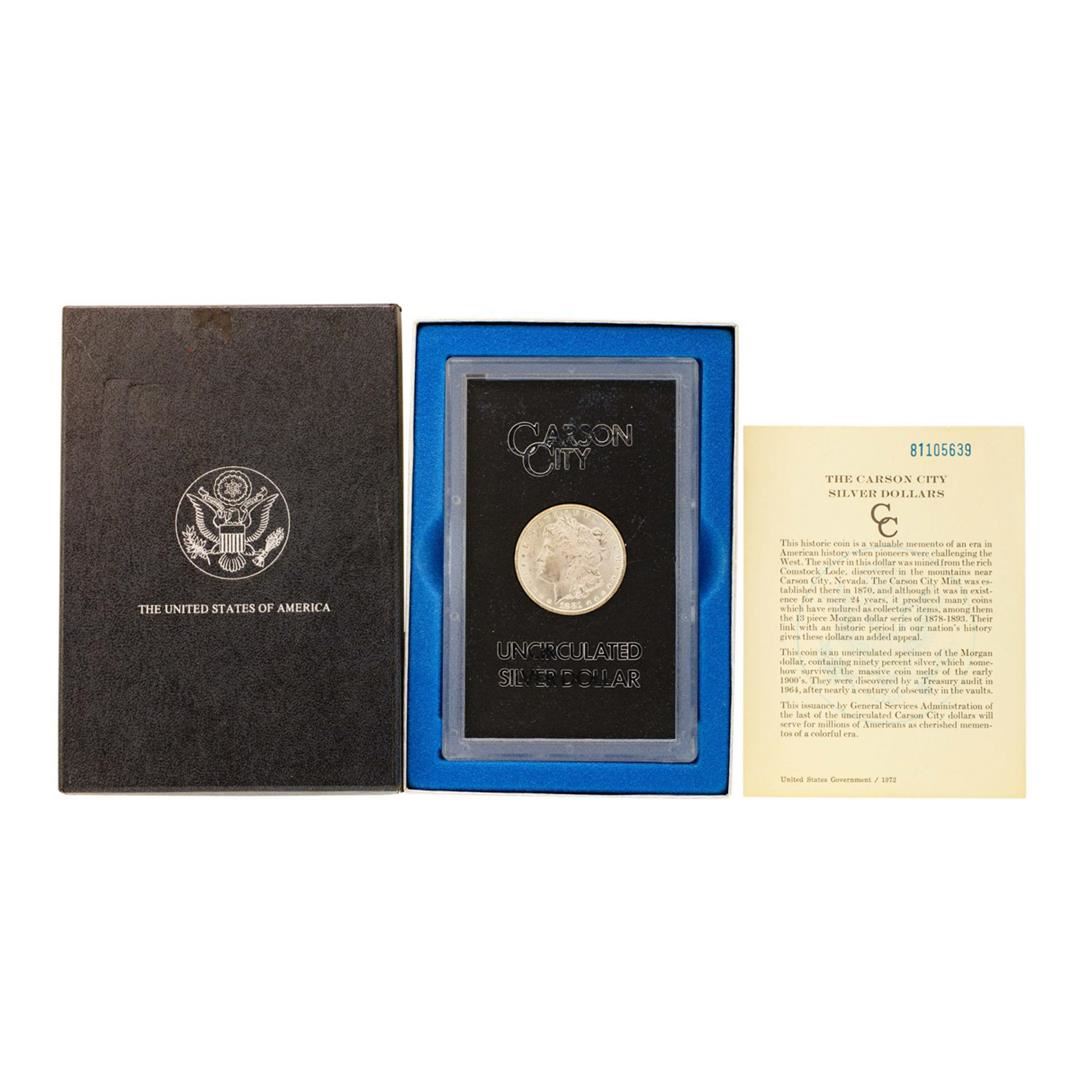 THE UNITED STATES OF AMERICA
CARSON
CITY
1881
UNCIRCULATED
SILVER DOLLAR
81105639
THE CARSON CITY
SILVER DOLLARS
CC
This historic coin is a valuable memento of an era in
American history when pioneers were challenging the
West. The silver in this dollar was mined from the rich
Comstock Lode, discovered in the mountains near
Carson City, Nevada. The Carson City Mint was es-
tablished there in 1870, and although it was in exist-
ence for a mere 24 years, it produced many coins
which have endured as collectors' items, among them
the 13 piece Morgan dollar series of 1878-1893. Their
link with an historic period in our nation's history
gives these dollars an added appeal.
This coin is an uncirculated specimen of the Morgan
dollar, containing ninety percent silver, which some-
how survived the massive coin melts of the early
1900's. They were discovered by a Treasury audit in
1964, after nearly a century of obscurity in the vaults.
This issuance by General Services Administration of
the last of the uncirculated Carson City dollars will
serve for millions of Americans as cherished memen-
tos of a colorful era.
United States Government / 1972